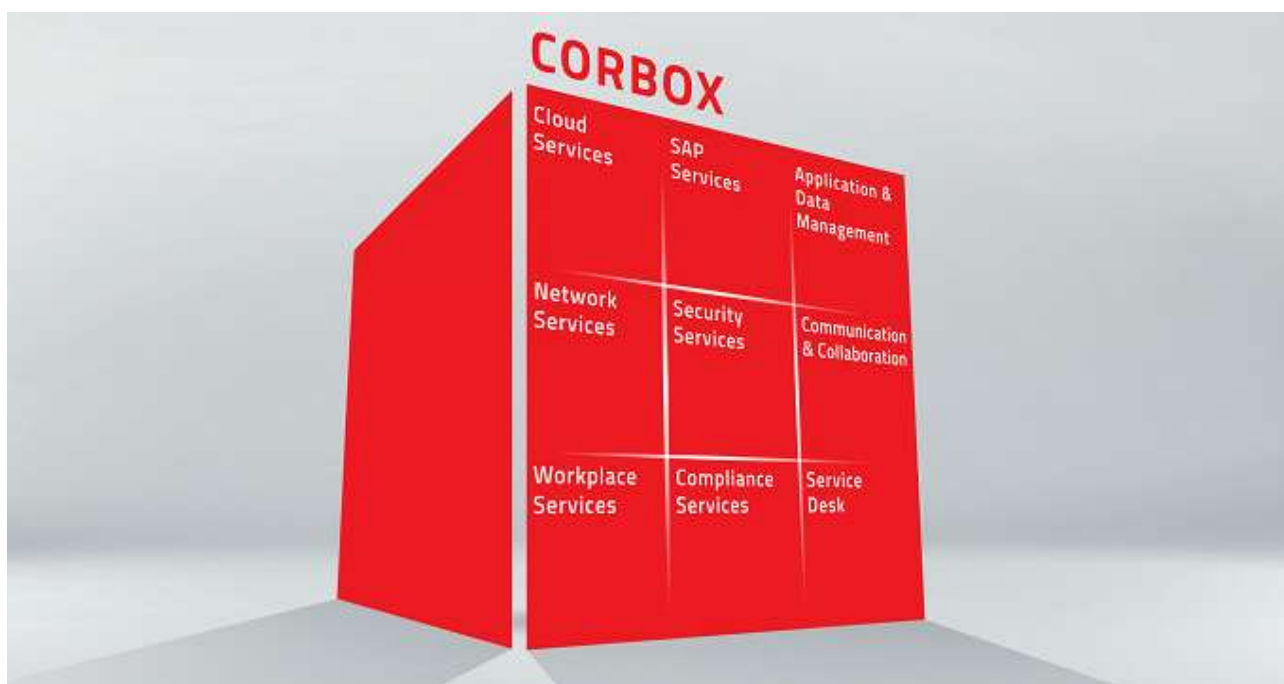 CORBOX
Cloud
Services
SAP
Services
Application &
Data
Management
Network
Services
Security
Services
Communication
& Collaboration
Workplace
Services
Compliance
Services
Service
Desk